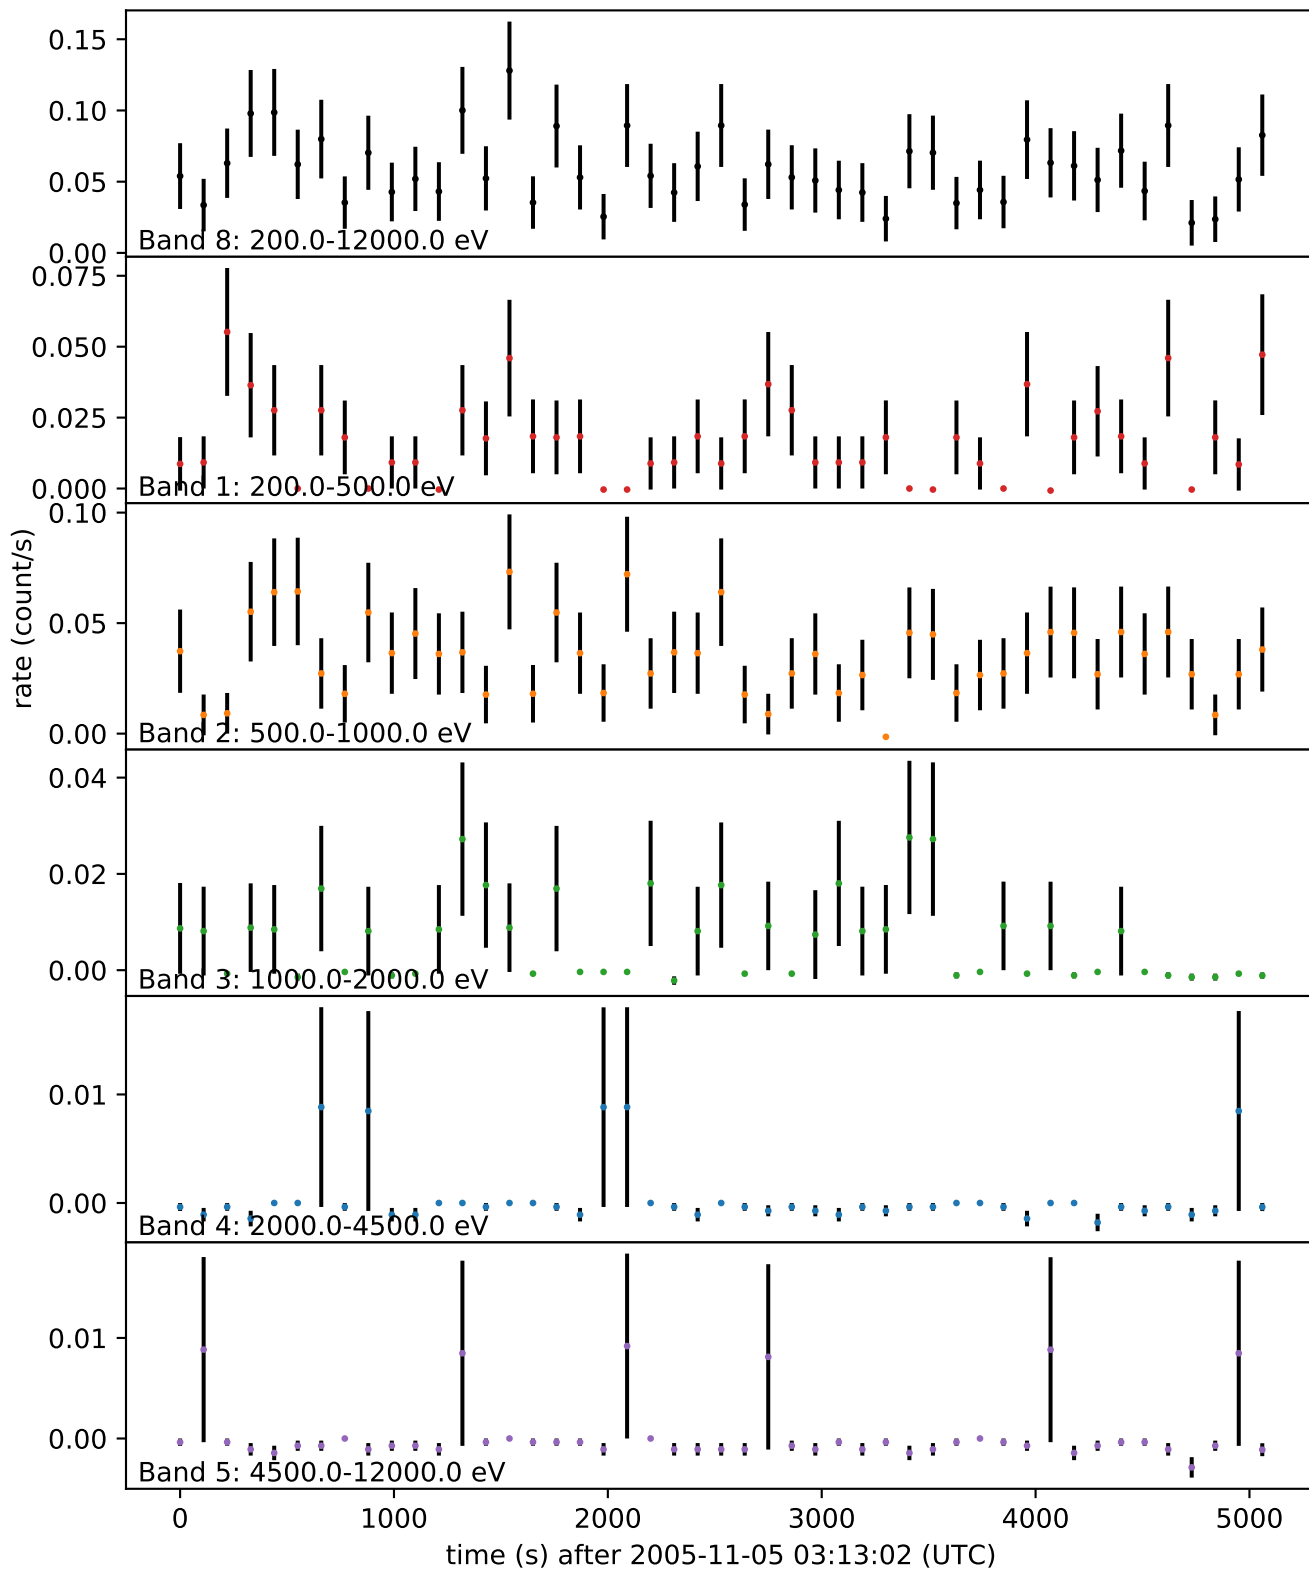 0.15
0.10
0.05
0.00
Band 8: 200.0-12000.0 eV
0.075
0.050
0.025
0.000
Band 1: 200.0-500.0 eV
0.10
0.05
0.00
Band 2: 500.0-1000.0 eV
rate (count/s)
0.04
0.02
0.00
Band 3: 1000.0-2000.0 eV
0.01
0.00
Band 4: 2000.0-4500.0 eV
0.01
0.00
Band 5: 4500.0-12000.0 eV
0 1000 2000 3000 4000 5000
time (s) after 2005-11-05 03:13:02 (UTC)